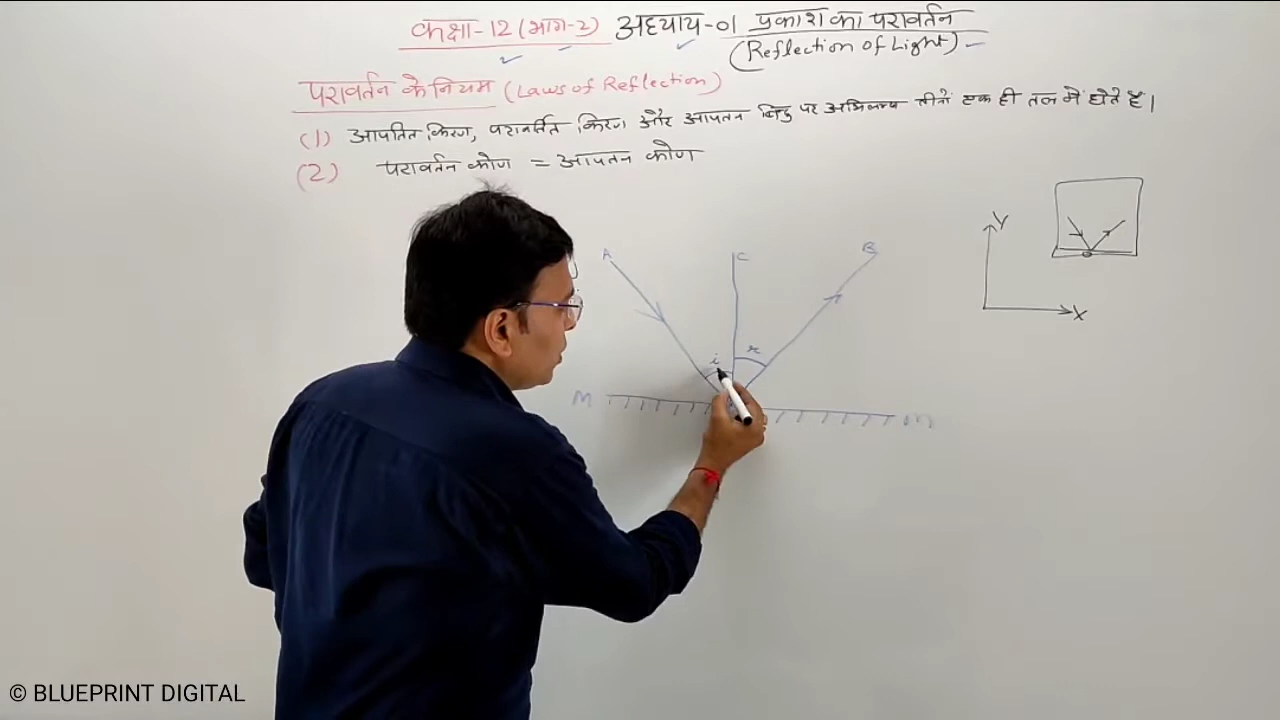 कक्षा-12 (भाग-2) अध्याय-01 प्रकाश का परावर्तन
(Reflection of Light)
परावर्तन के नियम (Laws of Reflection)
(1) आपतित किरण, परावर्तित किरण और आपतन बिंदु पर अभिलम्ब तीनों एक ही तल में होते हैं।
(2) परावर्तन कोण = आपतन कोण
A C B
Y
X
i r
M M
© BLUEPRINT DIGITAL